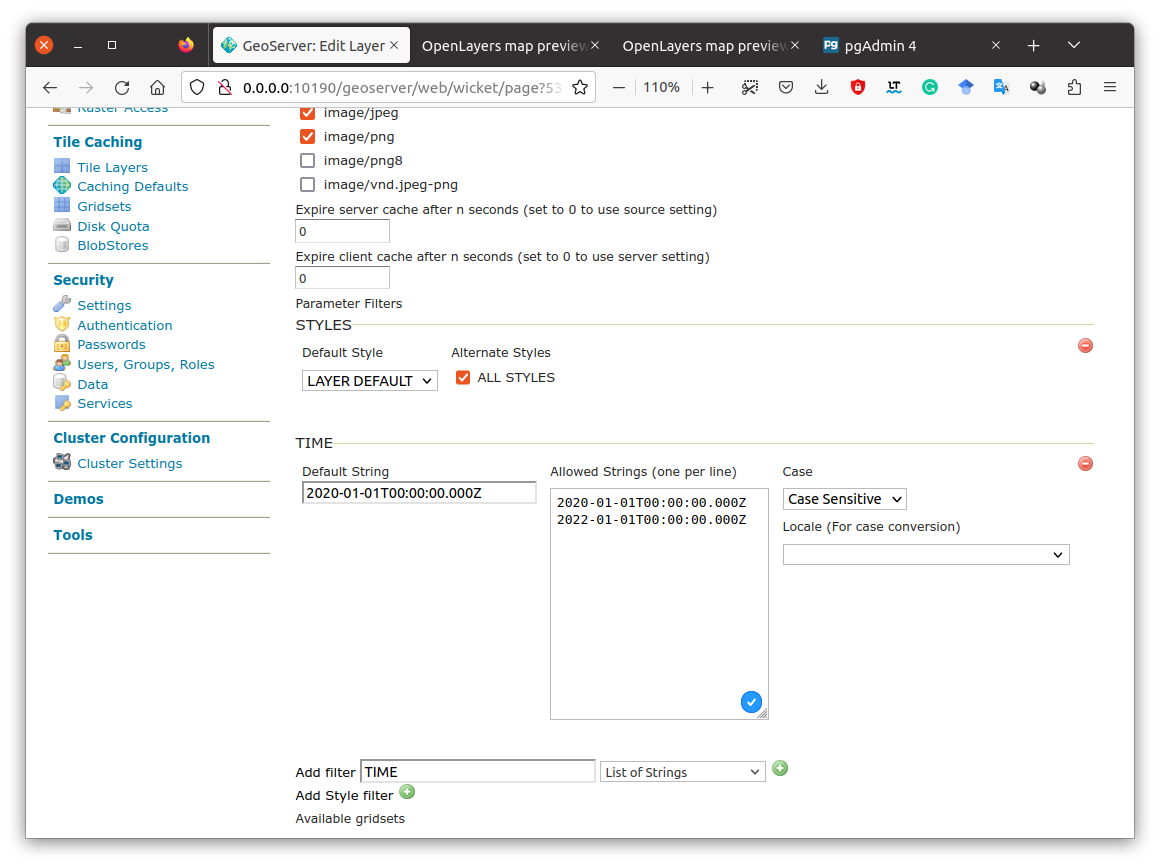 GeoServer: Edit Layer
OpenLayers map preview
OpenLayers map preview
Pg pgAdmin 4
0.0.0.0:10190/geoserver/web/wicket/page?53
110%
LT
Raster Access
Tile Caching
Tile Layers
Caching Defaults
Gridsets
Disk Quota
BlobStores
Security
Settings
Authentication
Passwords
Users, Groups, Roles
Data
Services
Cluster Configuration
Cluster Settings
Demos
Tools
image/jpeg
image/png
image/png8
image/vnd.jpeg-png
Expire server cache after n seconds (set to 0 to use source setting)
0
Expire client cache after n seconds (set to 0 to use server setting)
0
Parameter Filters
STYLES
Default Style
Alternate Styles
LAYER DEFAULT
ALL STYLES
TIME
Default String
Allowed Strings (one per line)
Case
2020-01-01T00:00:00.000Z
2020-01-01T00:00:00.000Z
2022-01-01T00:00:00.000Z
Case Sensitive
Locale (For case conversion)
Add filter TIME List of Strings
Add Style filter
Available gridsets